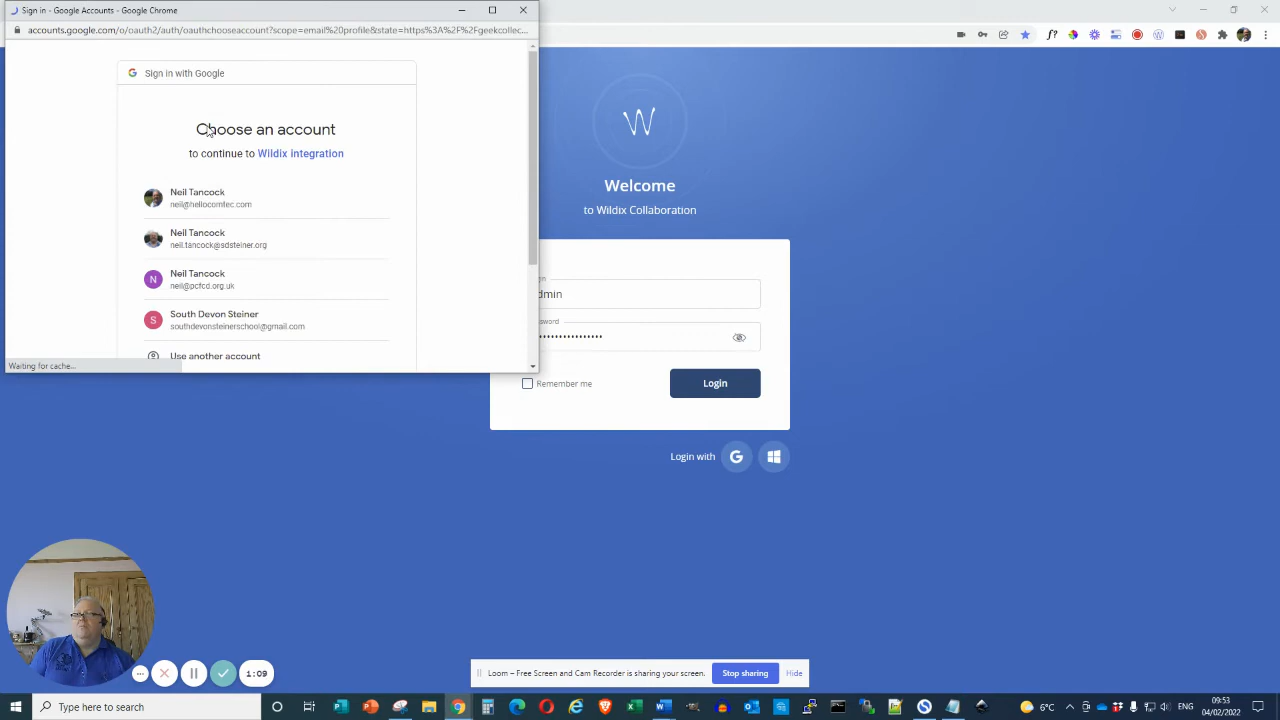 Sign in - Google Accounts - Google Chrome
accounts.google.com/o/oauth2/auth/oauthchooseaccount?scope=email%20profile&state=https%3A%2F%2Fgeekcollec...
Sign in with Google
Choose an account
to continue to Wildix integration
Neil Tancock
neil@hellocomtec.com
Neil Tancock
neil.tancock@sdsteiner.org
N
Neil Tancock
neil@pcfcd.org.uk
S
South Devon Steiner
southdevonsteinerschool@gmail.com
Use another account
Waiting for cache...
W
Welcome
to Wildix Collaboration
dmin
sword
Remember me
Login
Login with
G
1:09
Loom – Free Screen and Cam Recorder is sharing your screen.
Stop sharing
Hide
Type here to search
6°C
09:53
04/02/2022